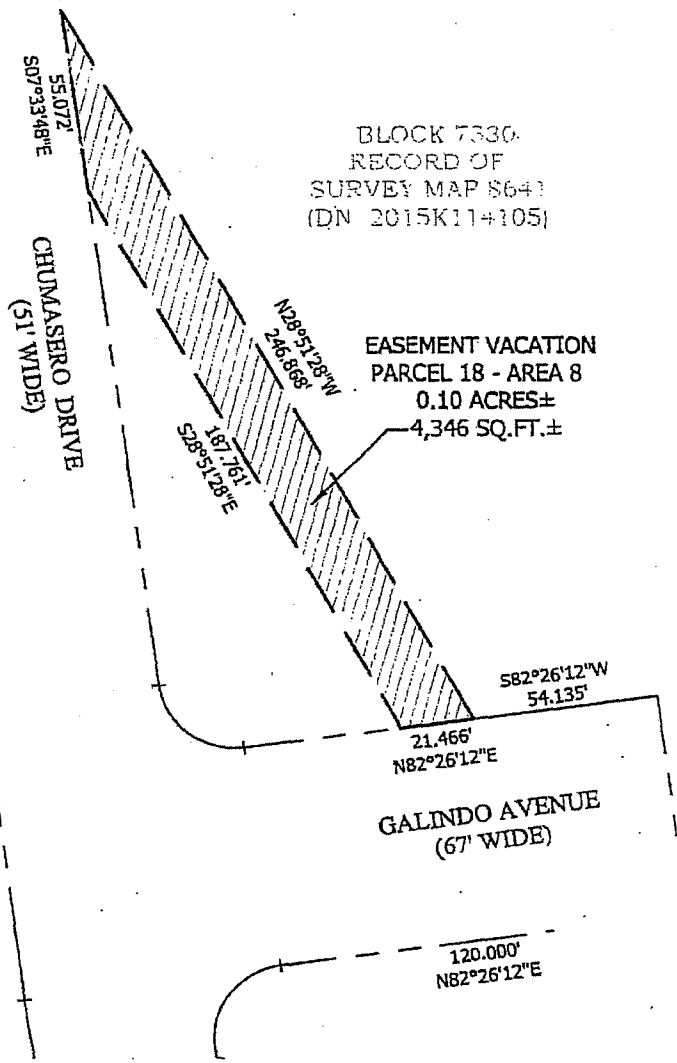 55.072'
S07°33'48"E
BLOCK 7330
RECORD OF
SURVEY MAP 8641
(DN 2015K114105)
CHUMASERO DRIVE
(51' WIDE)
N28°51'28"W
246.868'
EASEMENT VACATION
PARCEL 18 - AREA 8
0.10 ACRES±
4,346 SQ.FT.±
187.761'
S28°51'28"E
S82°26'12"W
54.135'
21.466'
N82°26'12"E
GALINDO AVENUE
(67' WIDE)
120.000'
N82°26'12"E